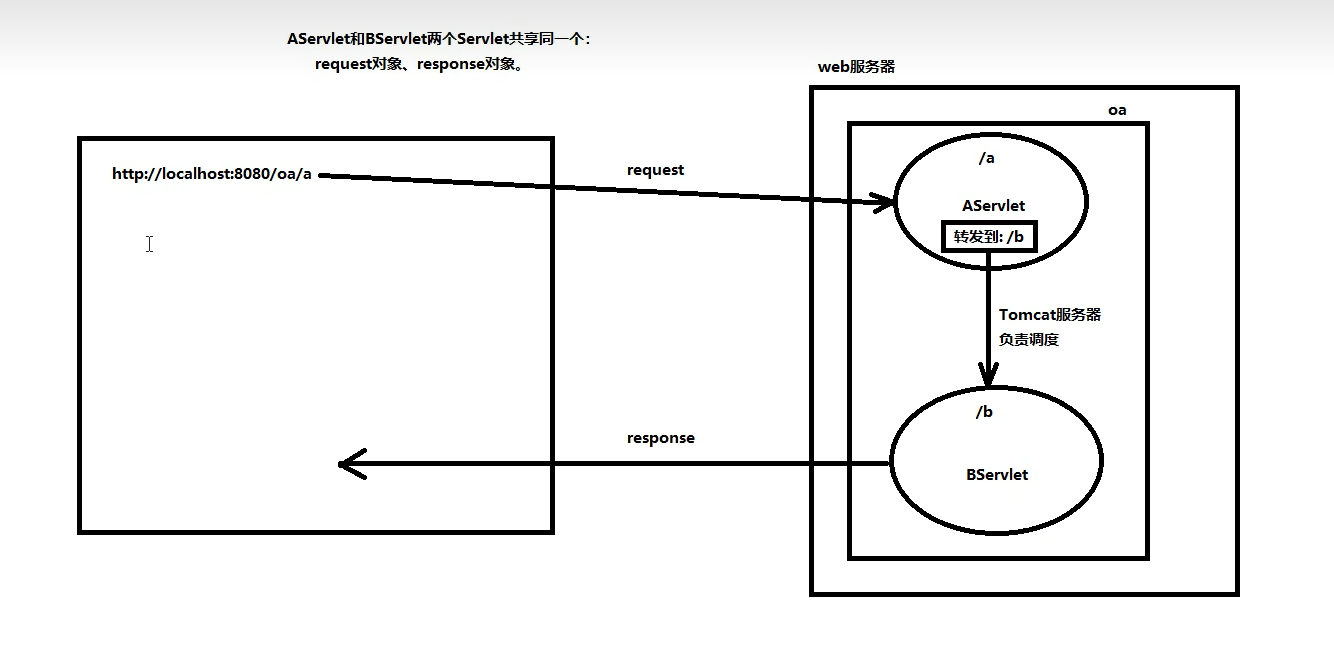 AServlet和BServlet两个Servlet共享同一个：
request对象、response对象。
web服务器
oa
http://localhost:8080/oa/a
request
/a
AServlet
转发到: /b
Tomcat服务器
负责调度
/b
response
BServlet